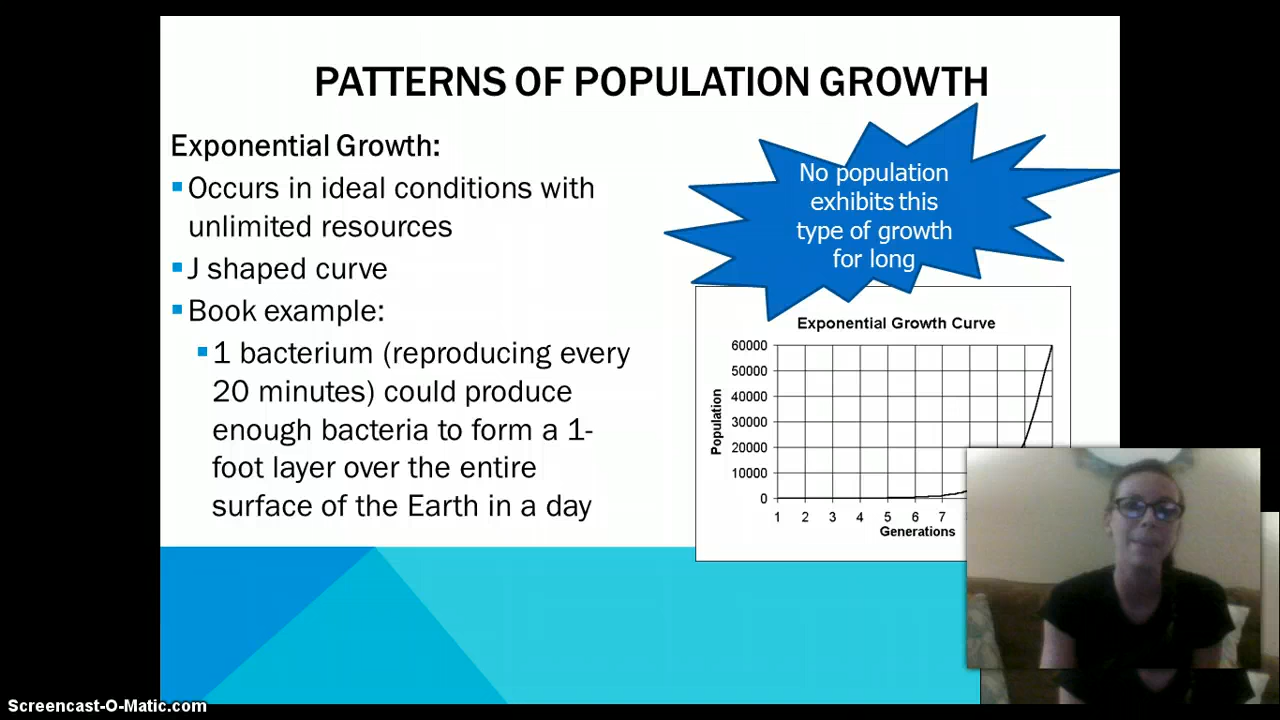 PATTERNS OF POPULATION GROWTH
Exponential Growth:
▪Occurs in ideal conditions with
unlimited resources
▪J shaped curve
▪Book example:
▪1 bacterium (reproducing every
20 minutes) could produce
enough bacteria to form a 1-
foot layer over the entire
surface of the Earth in a day
No population
exhibits this
type of growth
for long
Exponential Growth Curve
60000
50000
40000
30000
20000
10000
0
Population
1 2 3 4 5 6 7
Generations
Screencast-O-Matic.com